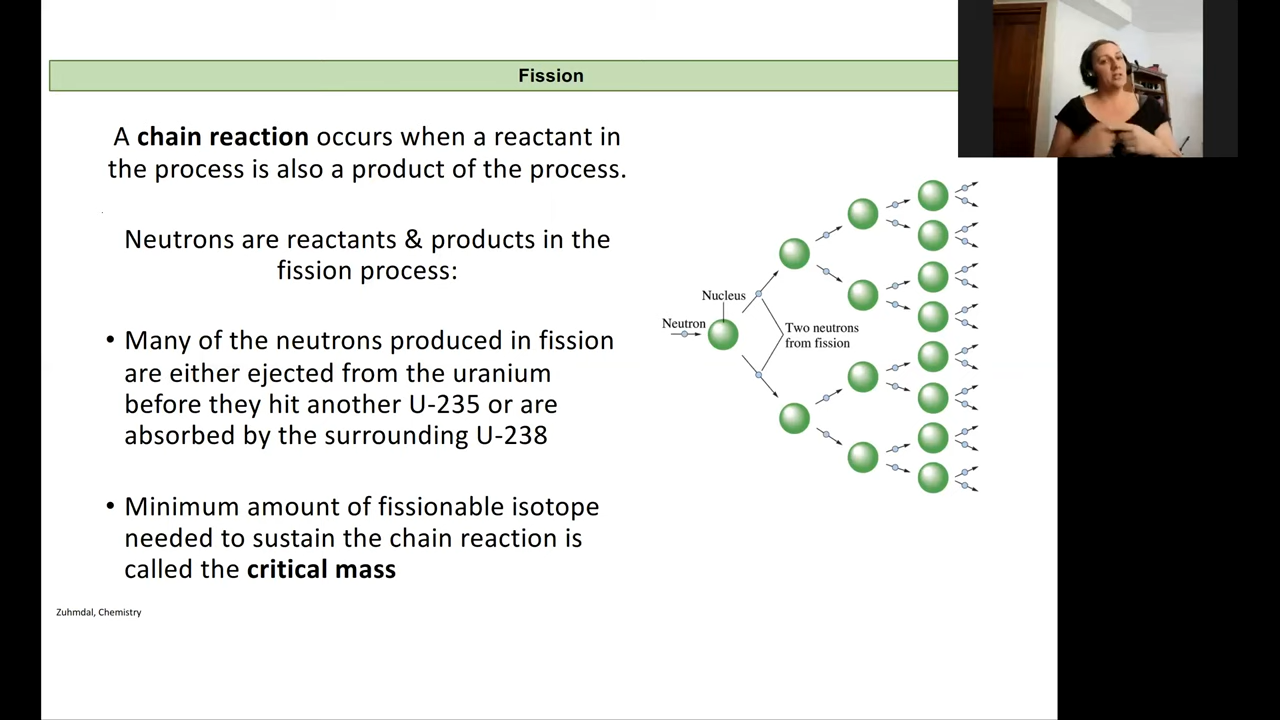 Fission
A chain reaction occurs when a reactant in
the process is also a product of the process.
Neutrons are reactants & products in the
fission process:
• Many of the neutrons produced in fission
are either ejected from the uranium
before they hit another U-235 or are
absorbed by the surrounding U-238
• Minimum amount of fissionable isotope
needed to sustain the chain reaction is
called the critical mass
Zuhmdal, Chemistry
Nucleus
Neutron
Two neutrons
from fission